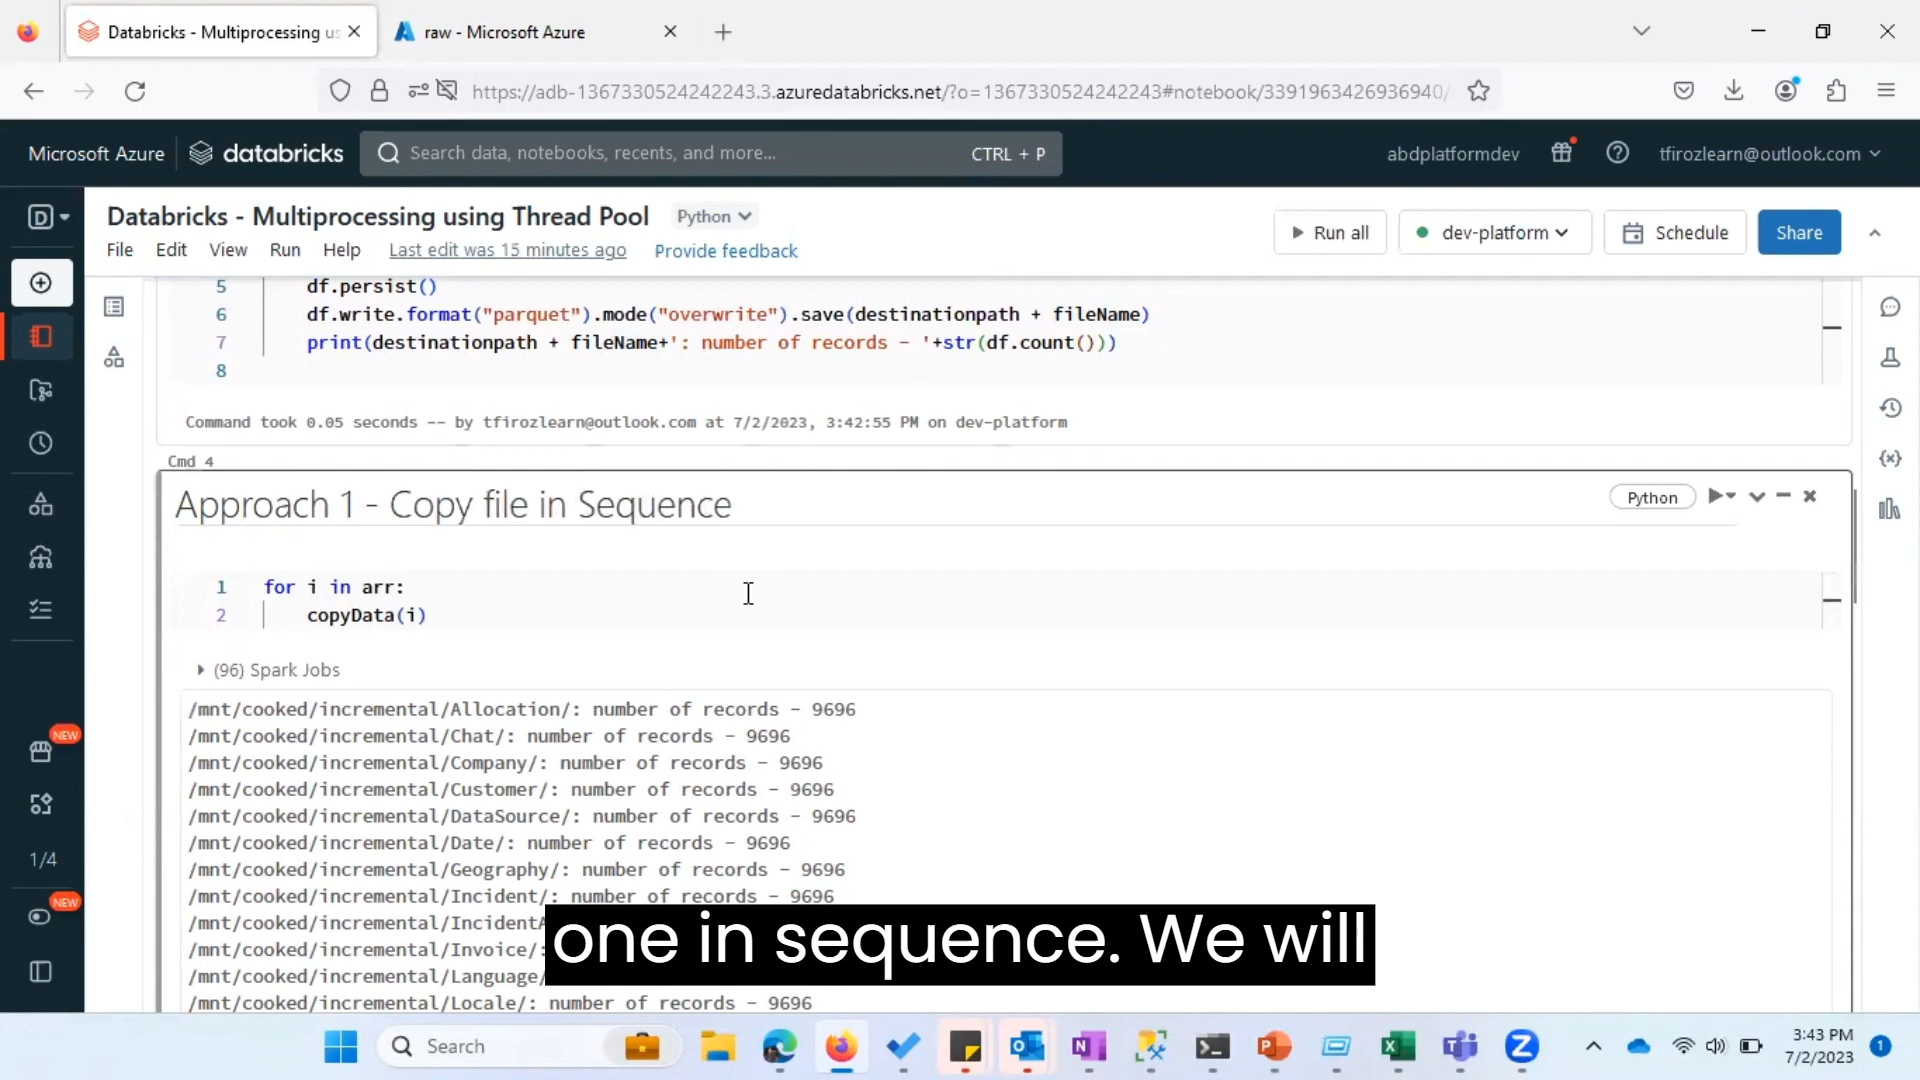 Databricks - Multiprocessing us
raw - Microsoft Azure
https://adb-1367330524242243.3.azuredatabricks.net/?o=1367330524242243#notebook/3391963426936940/
Microsoft Azure
databricks
Search data, notebooks, recents, and more...
CTRL + P
abdplatformdev
tfirozlearn@outlook.com
D
Databricks - Multiprocessing using Thread Pool
Python
File
Edit
View
Run
Help
Last edit was 15 minutes ago
Provide feedback
Run all
dev-platform
Schedule
Share
5 df.persist()
6 df.write.format("parquet").mode("overwrite").save(destinationpath + fileName)
7 print(destinationpath + fileName+': number of records - '+str(df.count()))
8
Command took 0.05 seconds -- by tfirozlearn@outlook.com at 7/2/2023, 3:42:55 PM on dev-platform
Cmd 4
Approach 1 - Copy file in Sequence
Python
1 for i in arr:
2 copyData(i)
(96) Spark Jobs
/mnt/cooked/incremental/Allocation/: number of records - 9696
/mnt/cooked/incremental/Chat/: number of records - 9696
/mnt/cooked/incremental/Company/: number of records - 9696
/mnt/cooked/incremental/Customer/: number of records - 9696
/mnt/cooked/incremental/DataSource/: number of records - 9696
/mnt/cooked/incremental/Date/: number of records - 9696
/mnt/cooked/incremental/Geography/: number of records - 9696
/mnt/cooked/incremental/Incident/: number of records - 9696
/mnt/cooked/incremental/Incident
/mnt/cooked/incremental/Invoice/:
/mnt/cooked/incremental/Language/
/mnt/cooked/incremental/Locale/: number of records - 9696
NEW
1/4
NEW
one in sequence. We will
Search
3:43 PM
7/2/2023
1